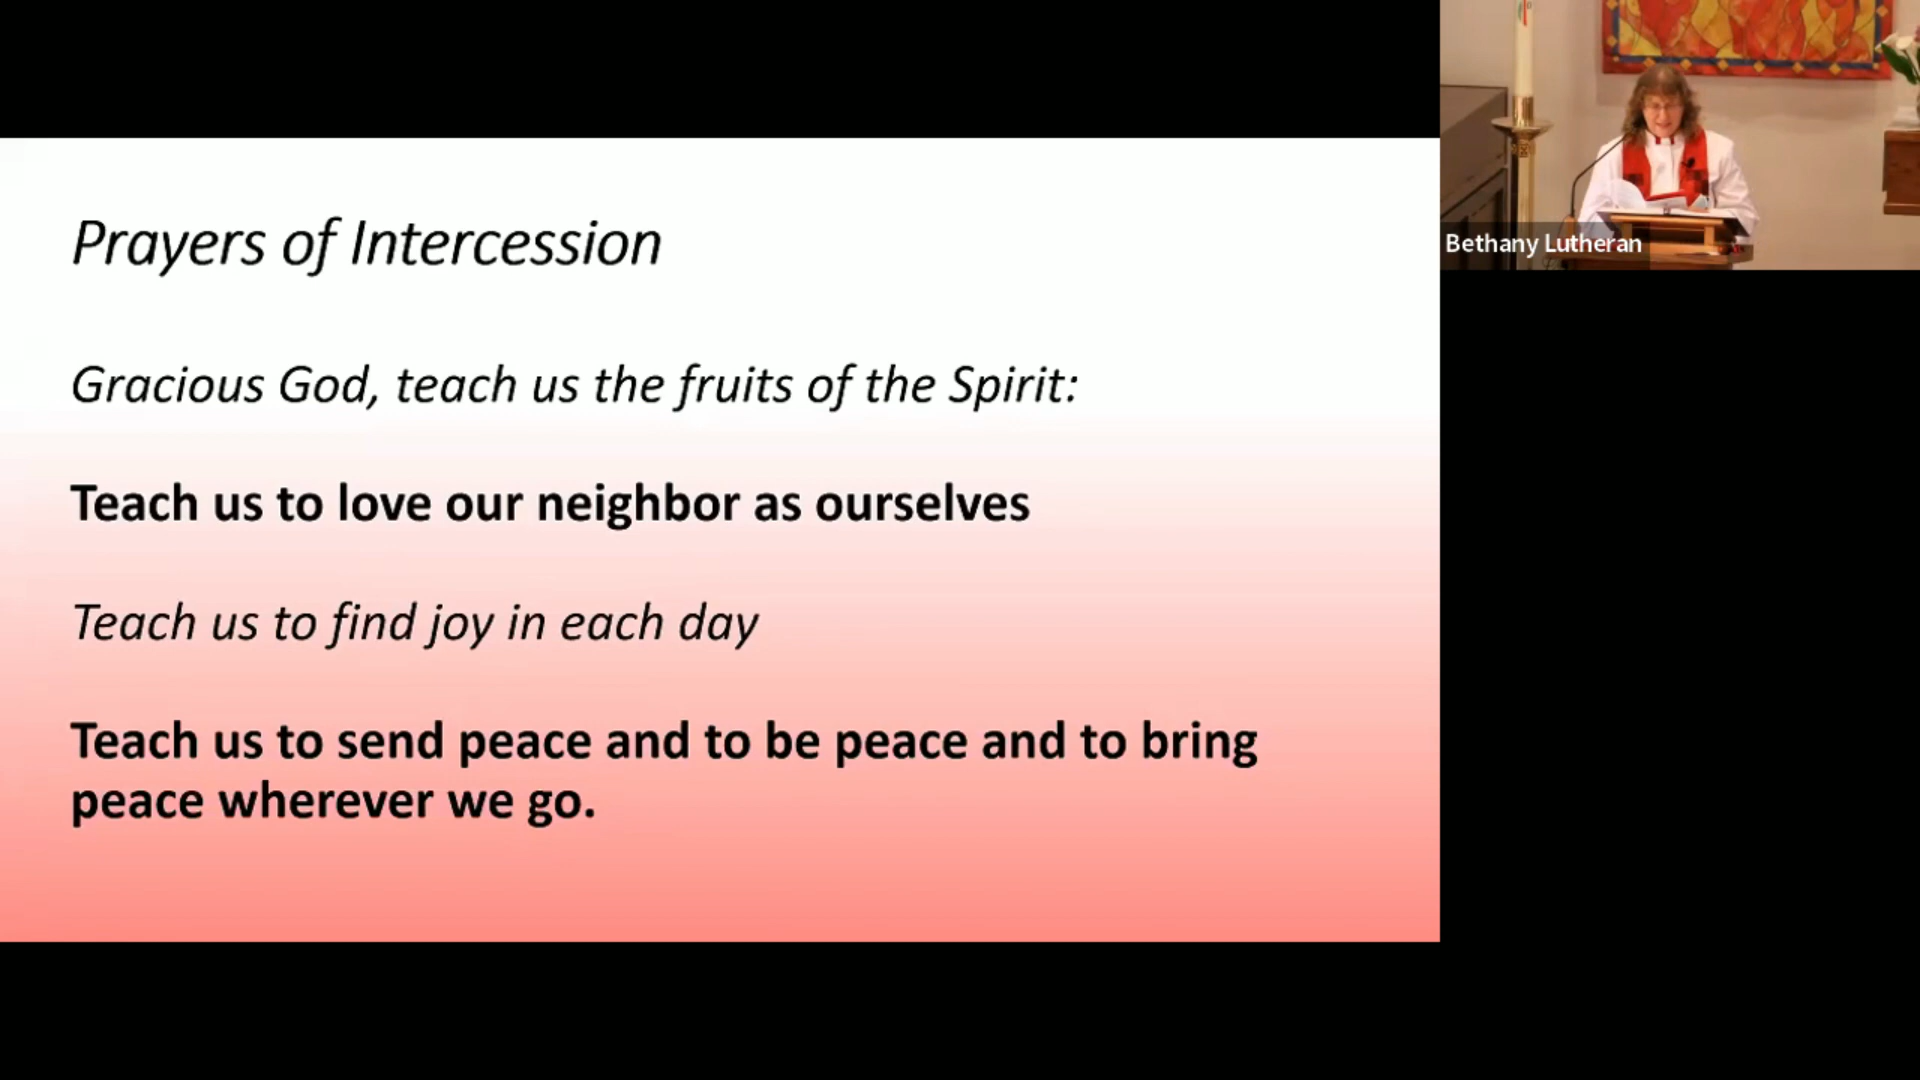 Prayers of Intercession
Gracious God, teach us the fruits of the Spirit:
Teach us to love our neighbor as ourselves
Teach us to find joy in each day
Teach us to send peace and to be peace and to bring
peace wherever we go.
Bethany Lutheran